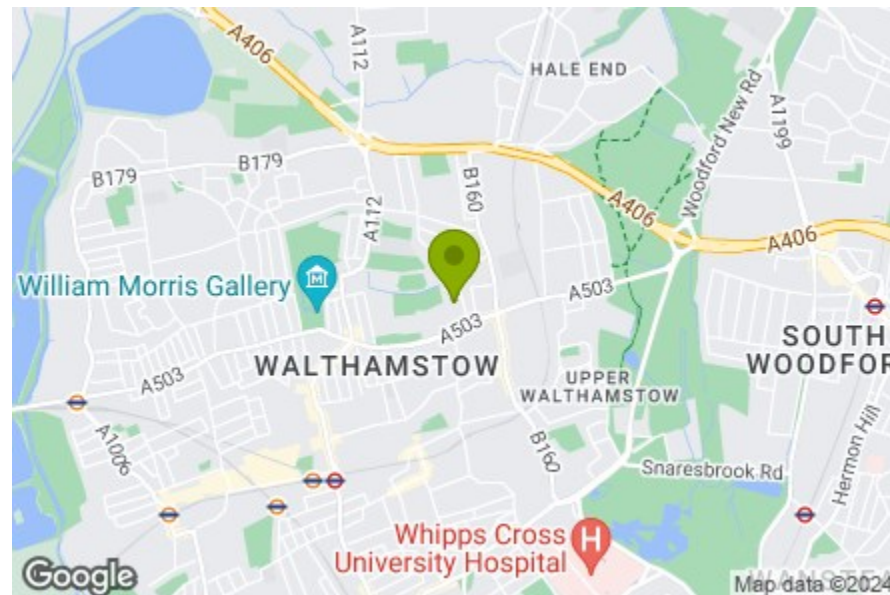 A406
A112
HALE END
Woodford New Rd
A1199
B179
B179
B160
A112
A406
A406
William Morris Gallery
A503
A503
SOUTH
WOODFOR
WALTHAMSTOW
A503
UPPER
WALTHAMSTOW
A1006
B160
Snaresbrook Rd
Hermon Hill
Whipps Cross
University Hospital
H
WANSTEA
Google
Map data ©2024